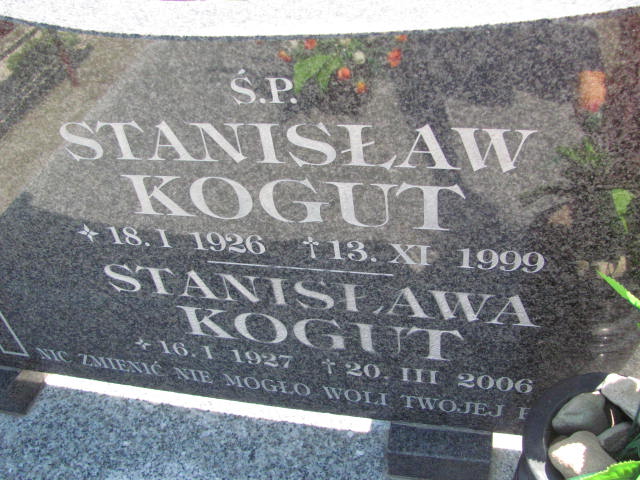 Ś.P.
STANISŁAW
KOGUT
✧ 18. I 1926 † 13. XI 1999
STANISŁAWA
KOGUT
✧ 16. I 1927 † 20. III 2006
NIC ZMIENIĆ NIE MOGŁO WOLI TWOJEJ